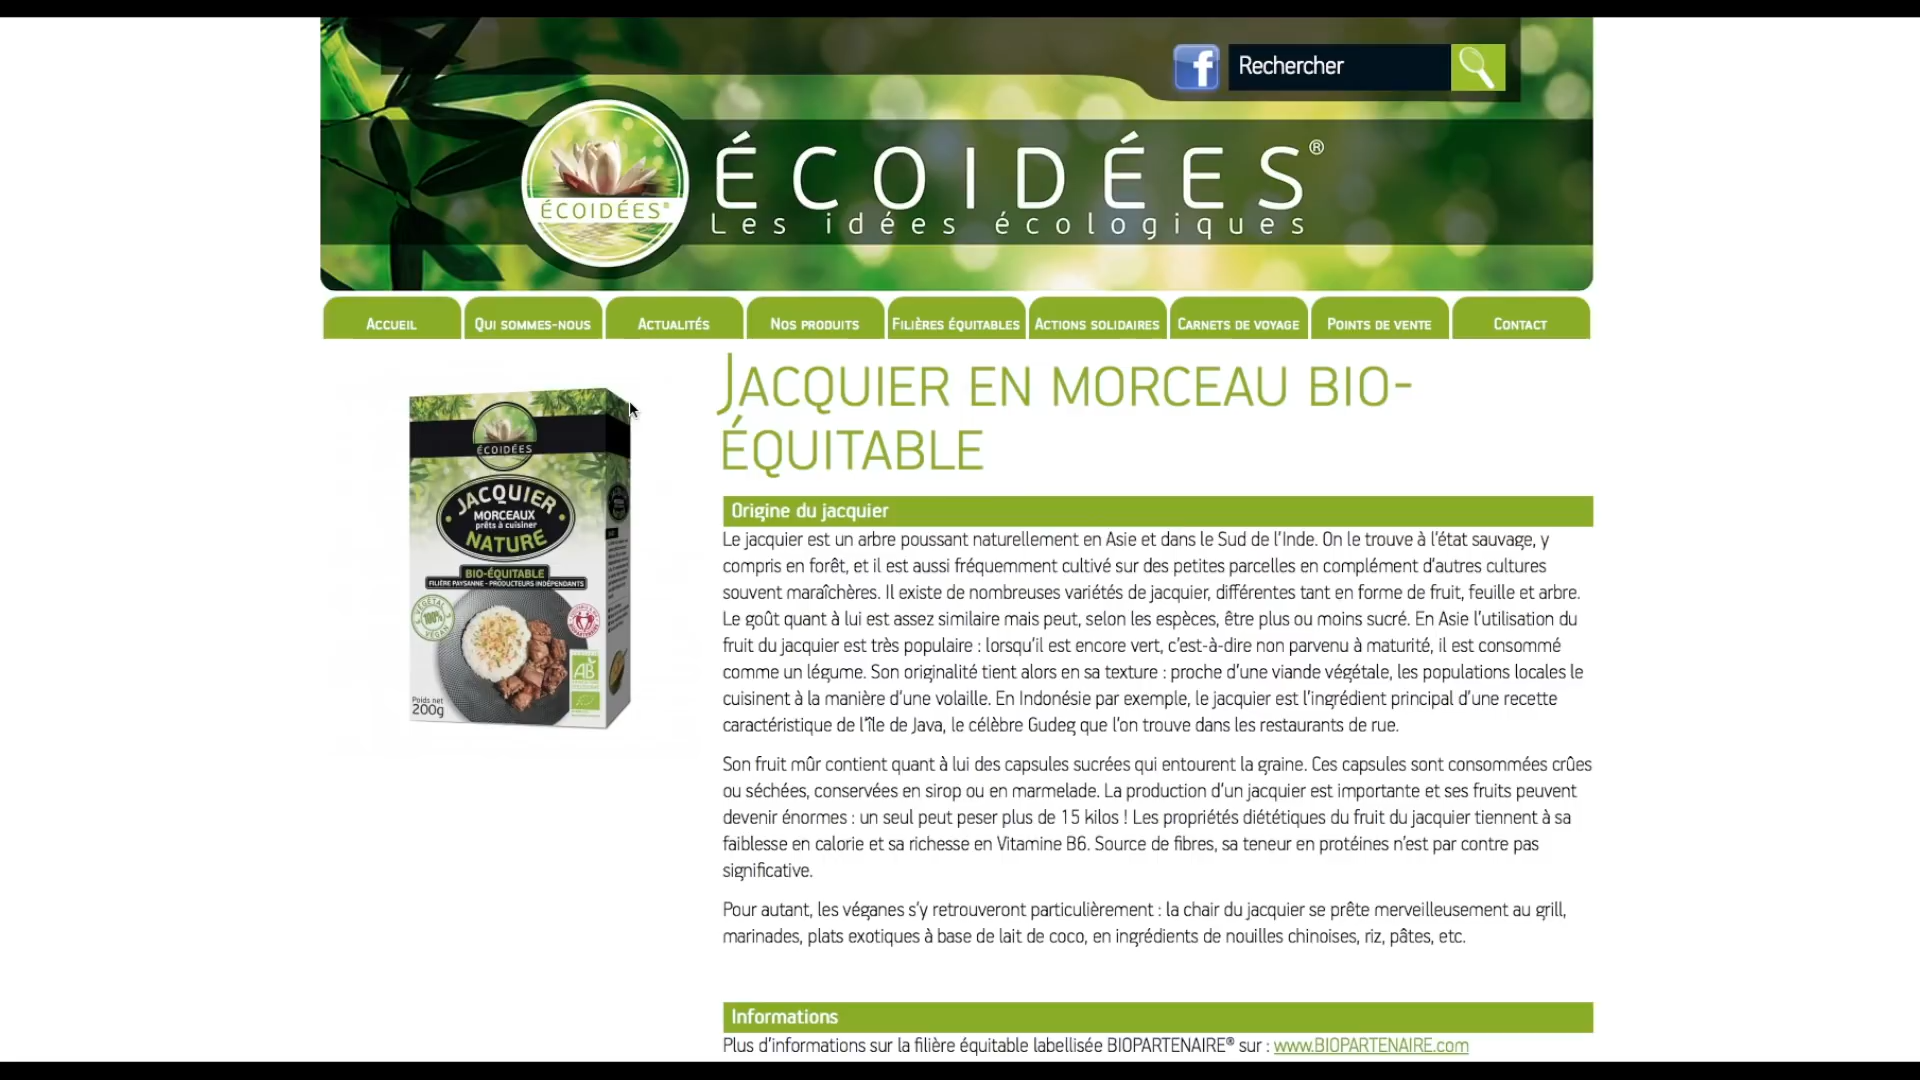 Rechercher
ÉCOIDÉES®
Les idées écologiques
ÉCOIDÉES®
Accueil
Qui sommes-nous
Actualités
Nos produits
Filières équitables
Actions solidaires
Carnets de voyage
Points de vente
Contact
Jacquier en morceau bio-
équitable
ÉCOIDÉES
JACQUIER
MORCEAUX
prêts à cuisiner
NATURE
BIO-ÉQUITABLE
FILIÈRE PAYSANNE - PRODUCTEURS INDÉPENDANTS
VÉGÉTAL
100%
VEGAN
AB
Poids net
200g
Origine du jacquier
Le jacquier est un arbre poussant naturellement en Asie et dans le Sud de l'Inde. On le trouve à l'état sauvage, y
compris en forêt, et il est aussi fréquemment cultivé sur des petites parcelles en complément d'autres cultures
souvent maraîchères. Il existe de nombreuses variétés de jacquier, différentes tant en forme de fruit, feuille et arbre.
Le goût quant à lui est assez similaire mais peut, selon les espèces, être plus ou moins sucré. En Asie l'utilisation du
fruit du jacquier est très populaire : lorsqu'il est encore vert, c'est-à-dire non parvenu à maturité, il est consommé
comme un légume. Son originalité tient alors en sa texture : proche d'une viande végétale, les populations locales le
cuisinent à la manière d'une volaille. En Indonésie par exemple, le jacquier est l'ingrédient principal d'une recette
caractéristique de l'île de Java, le célèbre Gudeg que l'on trouve dans les restaurants de rue.
Son fruit mûr contient quant à lui des capsules sucrées qui entourent la graine. Ces capsules sont consommées crûes
ou séchées, conservées en sirop ou en marmelade. La production d'un jacquier est importante et ses fruits peuvent
devenir énormes : un seul peut peser plus de 15 kilos ! Les propriétés diététiques du fruit du jacquier tiennent à sa
faiblesse en calorie et sa richesse en Vitamine B6. Source de fibres, sa teneur en protéines n'est par contre pas
significative.
Pour autant, les véganes s'y retrouveront particulièrement : la chair du jacquier se prête merveilleusement au grill,
marinades, plats exotiques à base de lait de coco, en ingrédients de nouilles chinoises, riz, pâtes, etc.
Informations
Plus d'informations sur la filière équitable labellisée BIOPARTENAIRE® sur : www.BIOPARTENAIRE.com